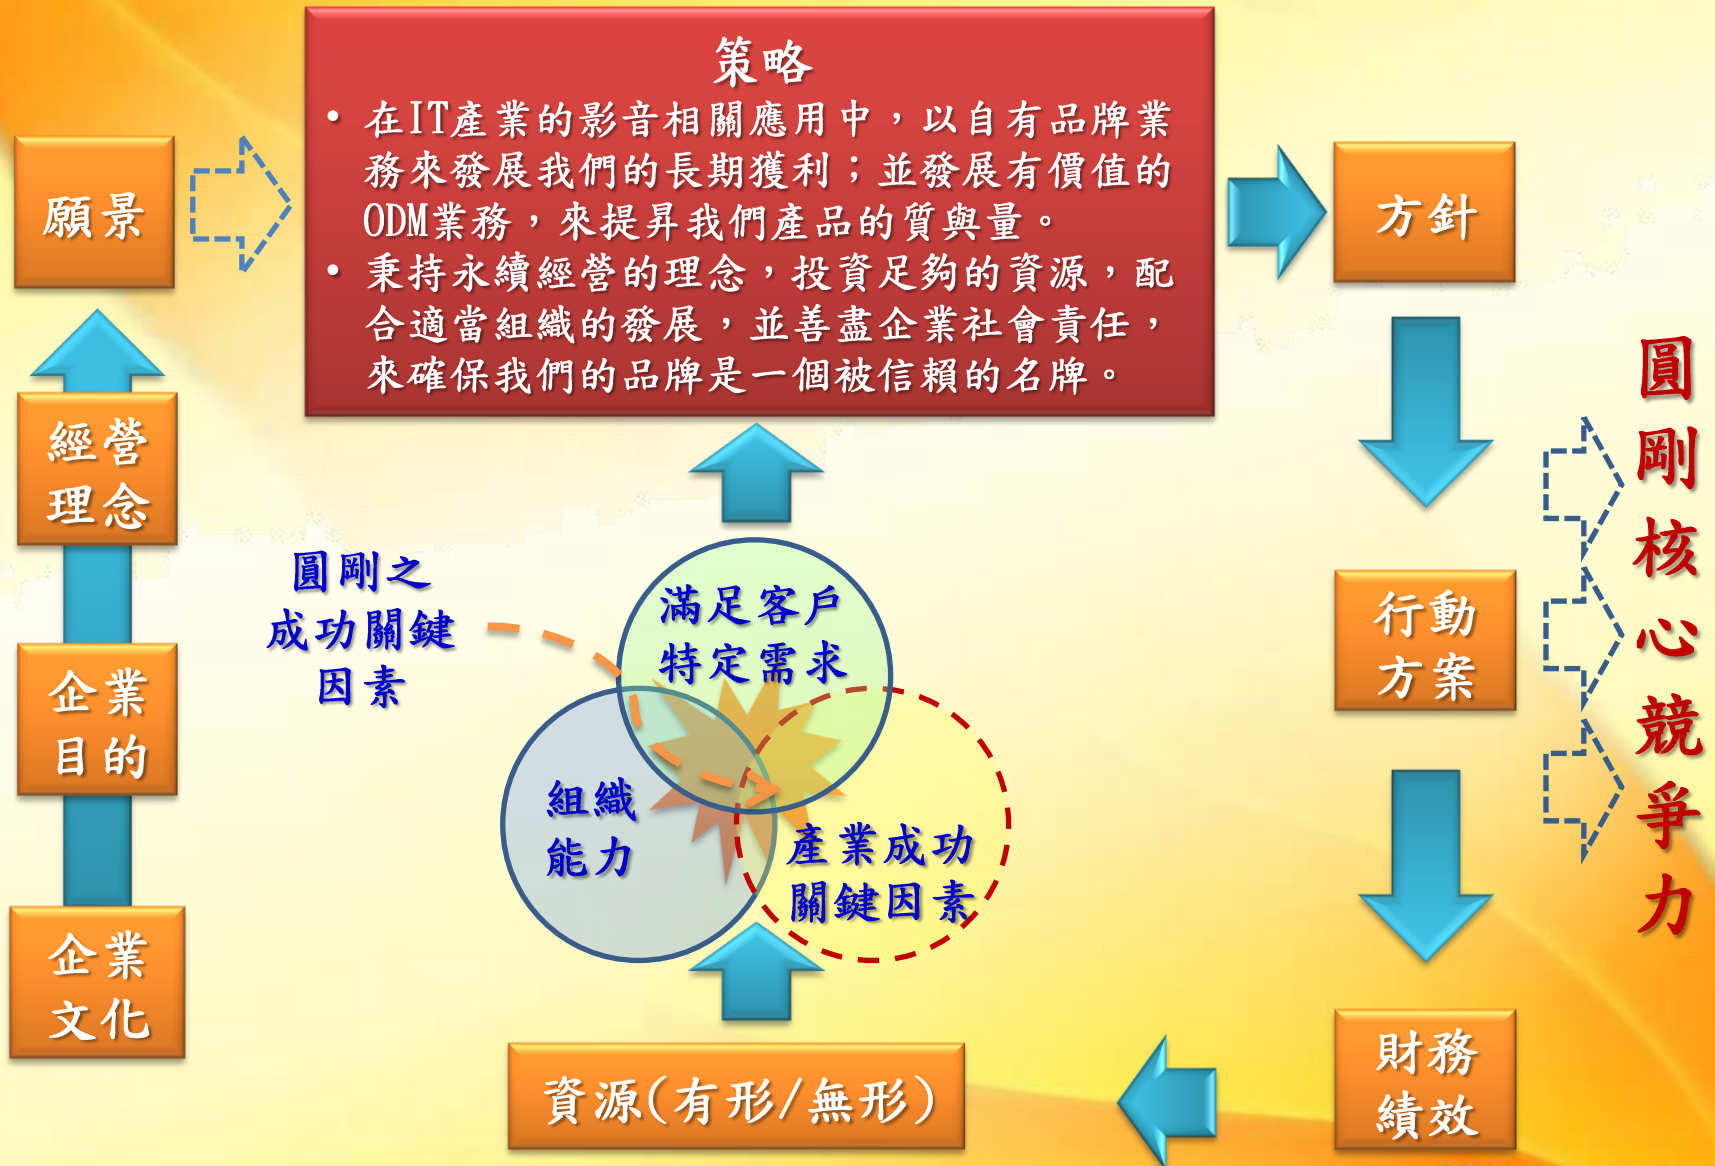 策略
• 在IT產業的影音相關應用中，以自有品牌業
務來發展我們的長期獲利；並發展有價值的
ODM業務，來提昇我們產品的質與量。
• 秉持永續經營的理念，投資足夠的資源，配
合適當組織的發展，並善盡企業社會責任，
來確保我們的品牌是一個被信賴的名牌。
願景
經營
理念
企業
目的
企業
文化
圓剛之
成功關鍵
因素
滿足客戶
特定需求
組織
能力
產業成功
關鍵因素
資源(有形/無形)
方針
行動
方案
財務
績效
圓剛核心競爭力